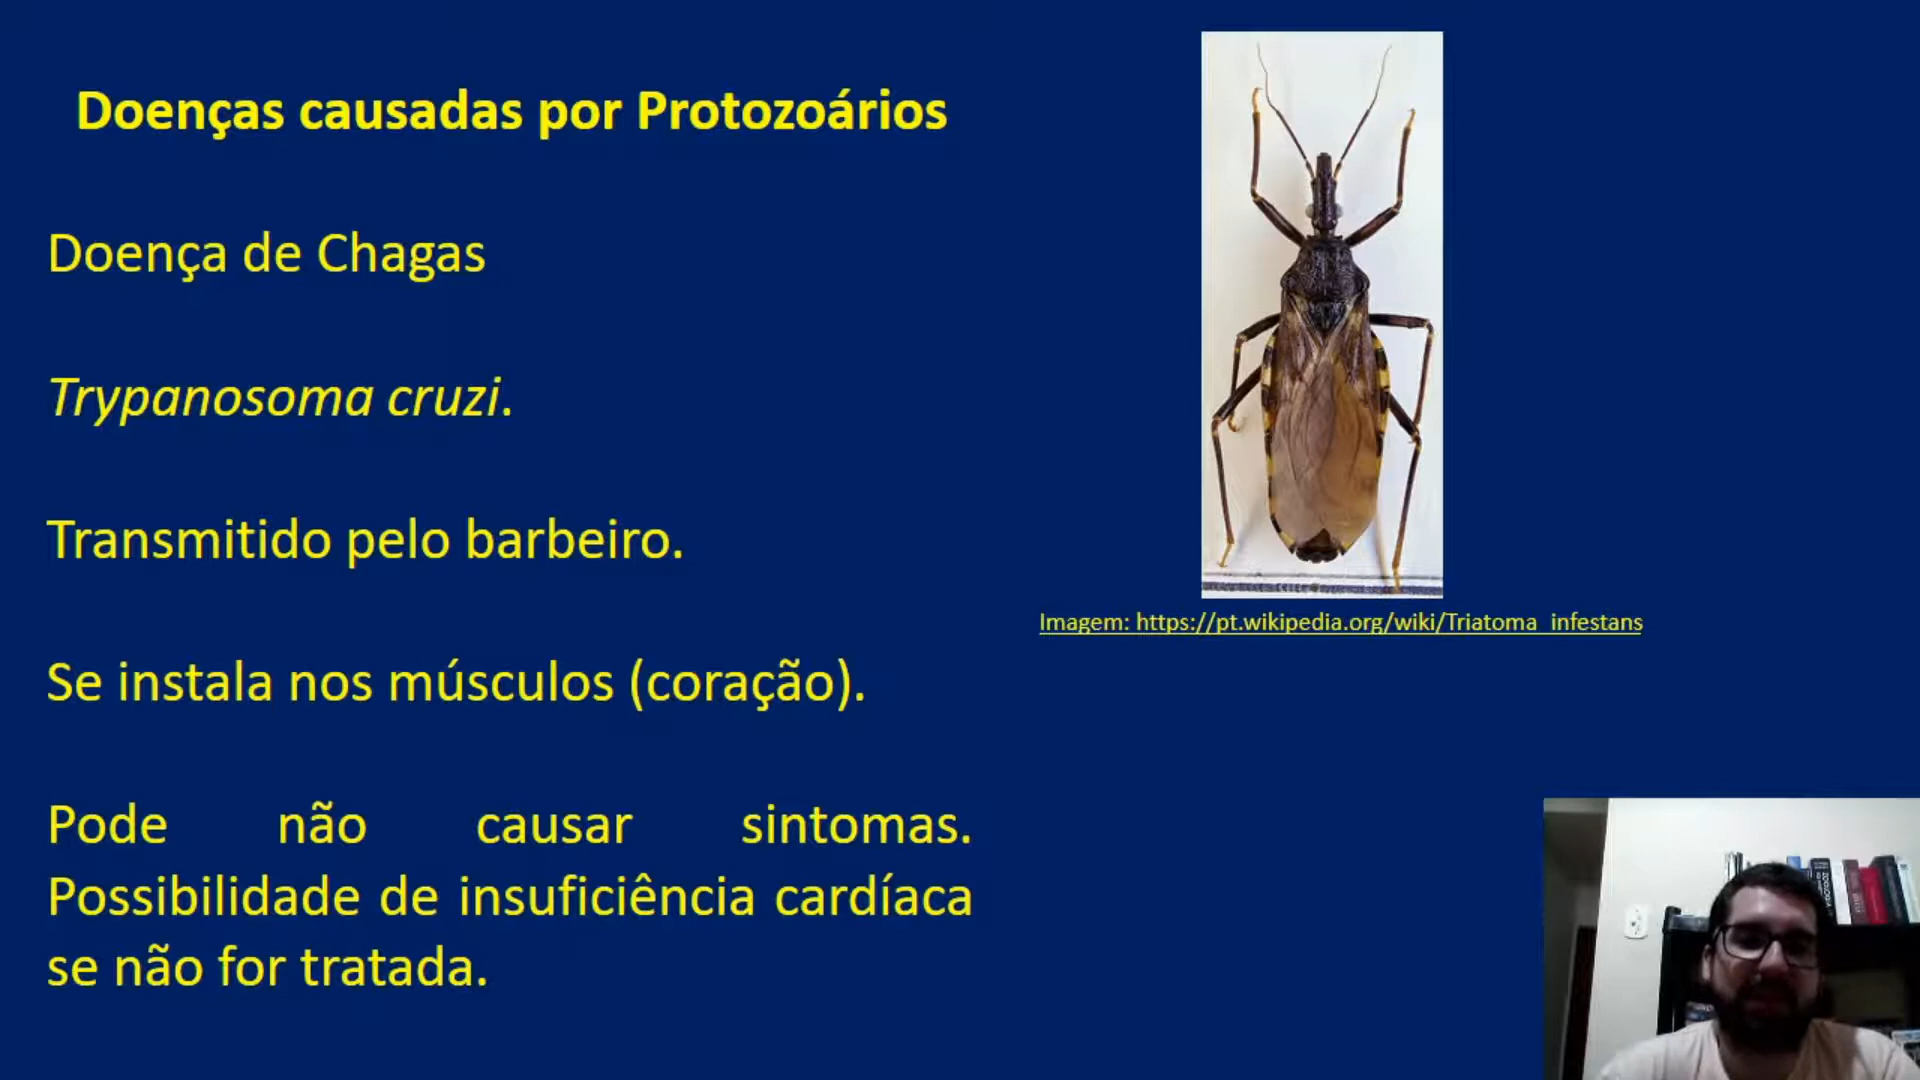 Doenças causadas por Protozoários
Doença de Chagas
Trypanosoma cruzi.
Transmitido pelo barbeiro.
Se instala nos músculos (coração).
Pode não causar sintomas.
Possibilidade de insuficiência cardíaca
se não for tratada.
Imagem: https://pt.wikipedia.org/wiki/Triatoma_infestans